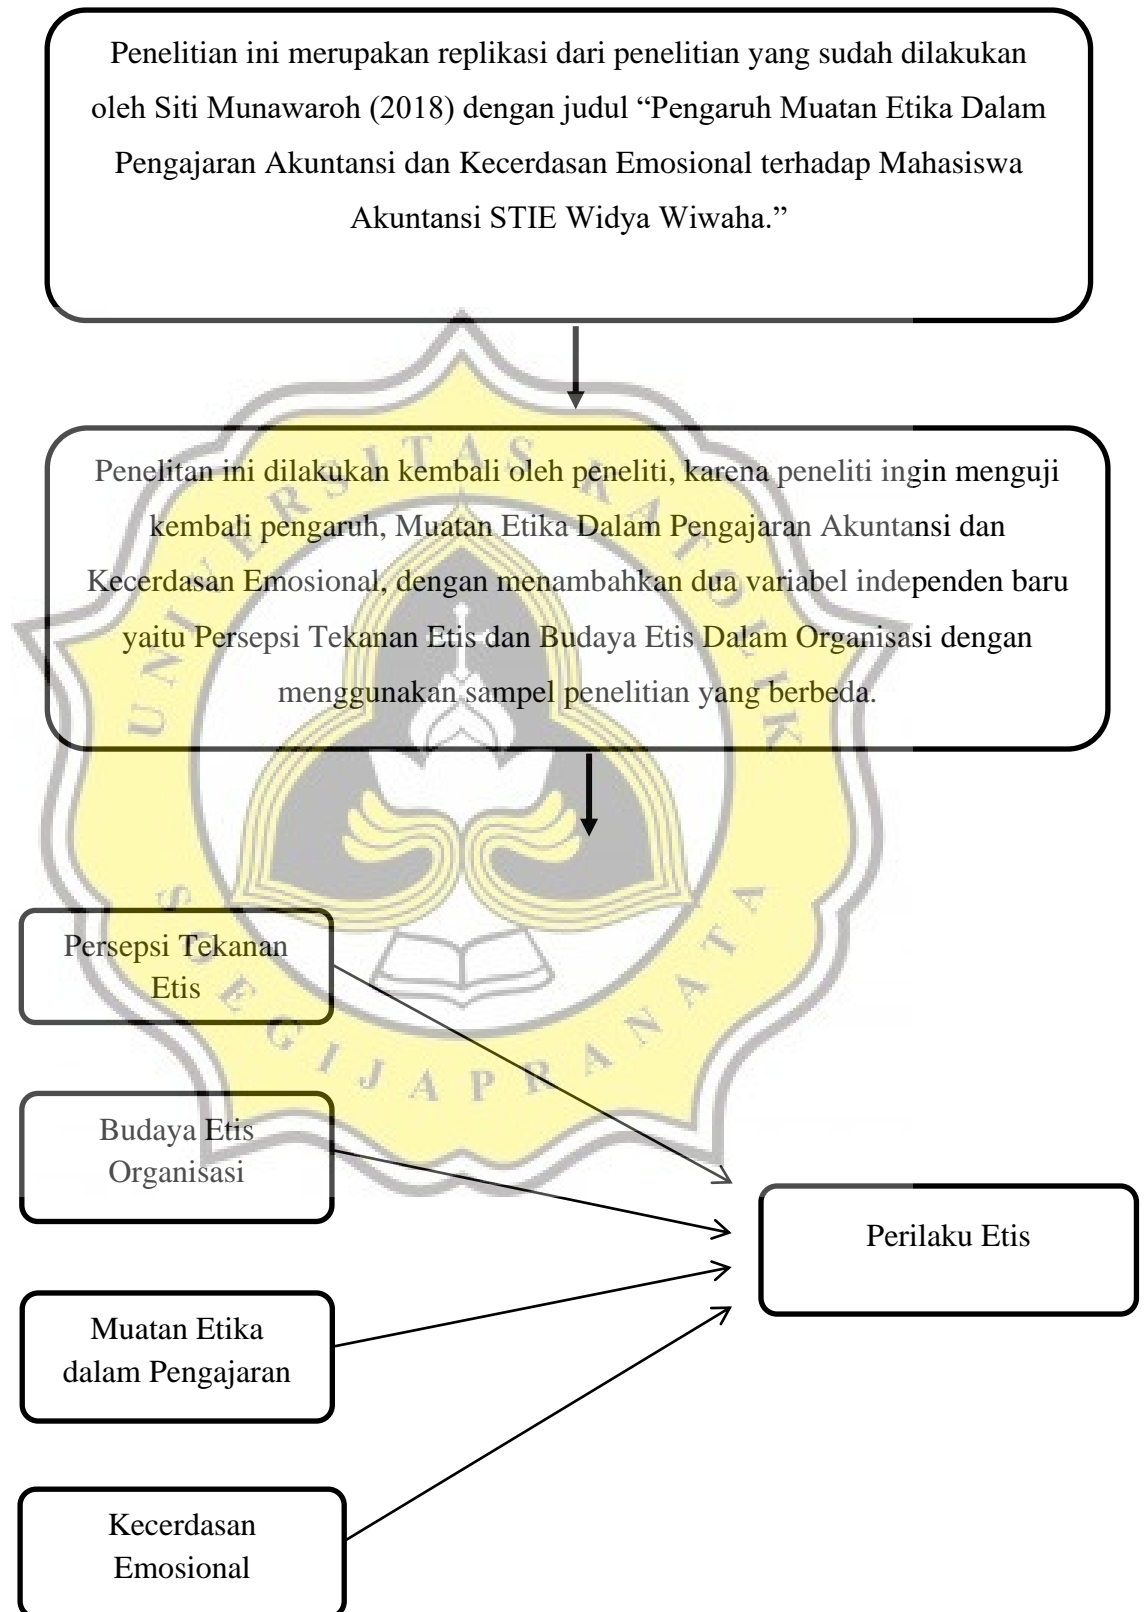 Penelitian ini merupakan replikasi dari penelitian yang sudah dilakukan
oleh Siti Munawaroh (2018) dengan judul “Pengaruh Muatan Etika Dalam
Pengajaran Akuntansi dan Kecerdasan Emosional terhadap Mahasiswa
Akuntansi STIE Widya Wiwaha.”
Penelitan ini dilakukan kembali oleh peneliti, karena peneliti ingin menguji
kembali pengaruh, Muatan Etika Dalam Pengajaran Akuntansi dan
Kecerdasan Emosional, dengan menambahkan dua variabel independen baru
yaitu Persepsi Tekanan Etis dan Budaya Etis Dalam Organisasi dengan
menggunakan sampel penelitian yang berbeda.
UNIVERSITAS KATOLIK
SOEGIJAPRANATA
Persepsi Tekanan
Etis
Budaya Etis
Organisasi
Perilaku Etis
Muatan Etika
dalam Pengajaran
Kecerdasan
Emosional